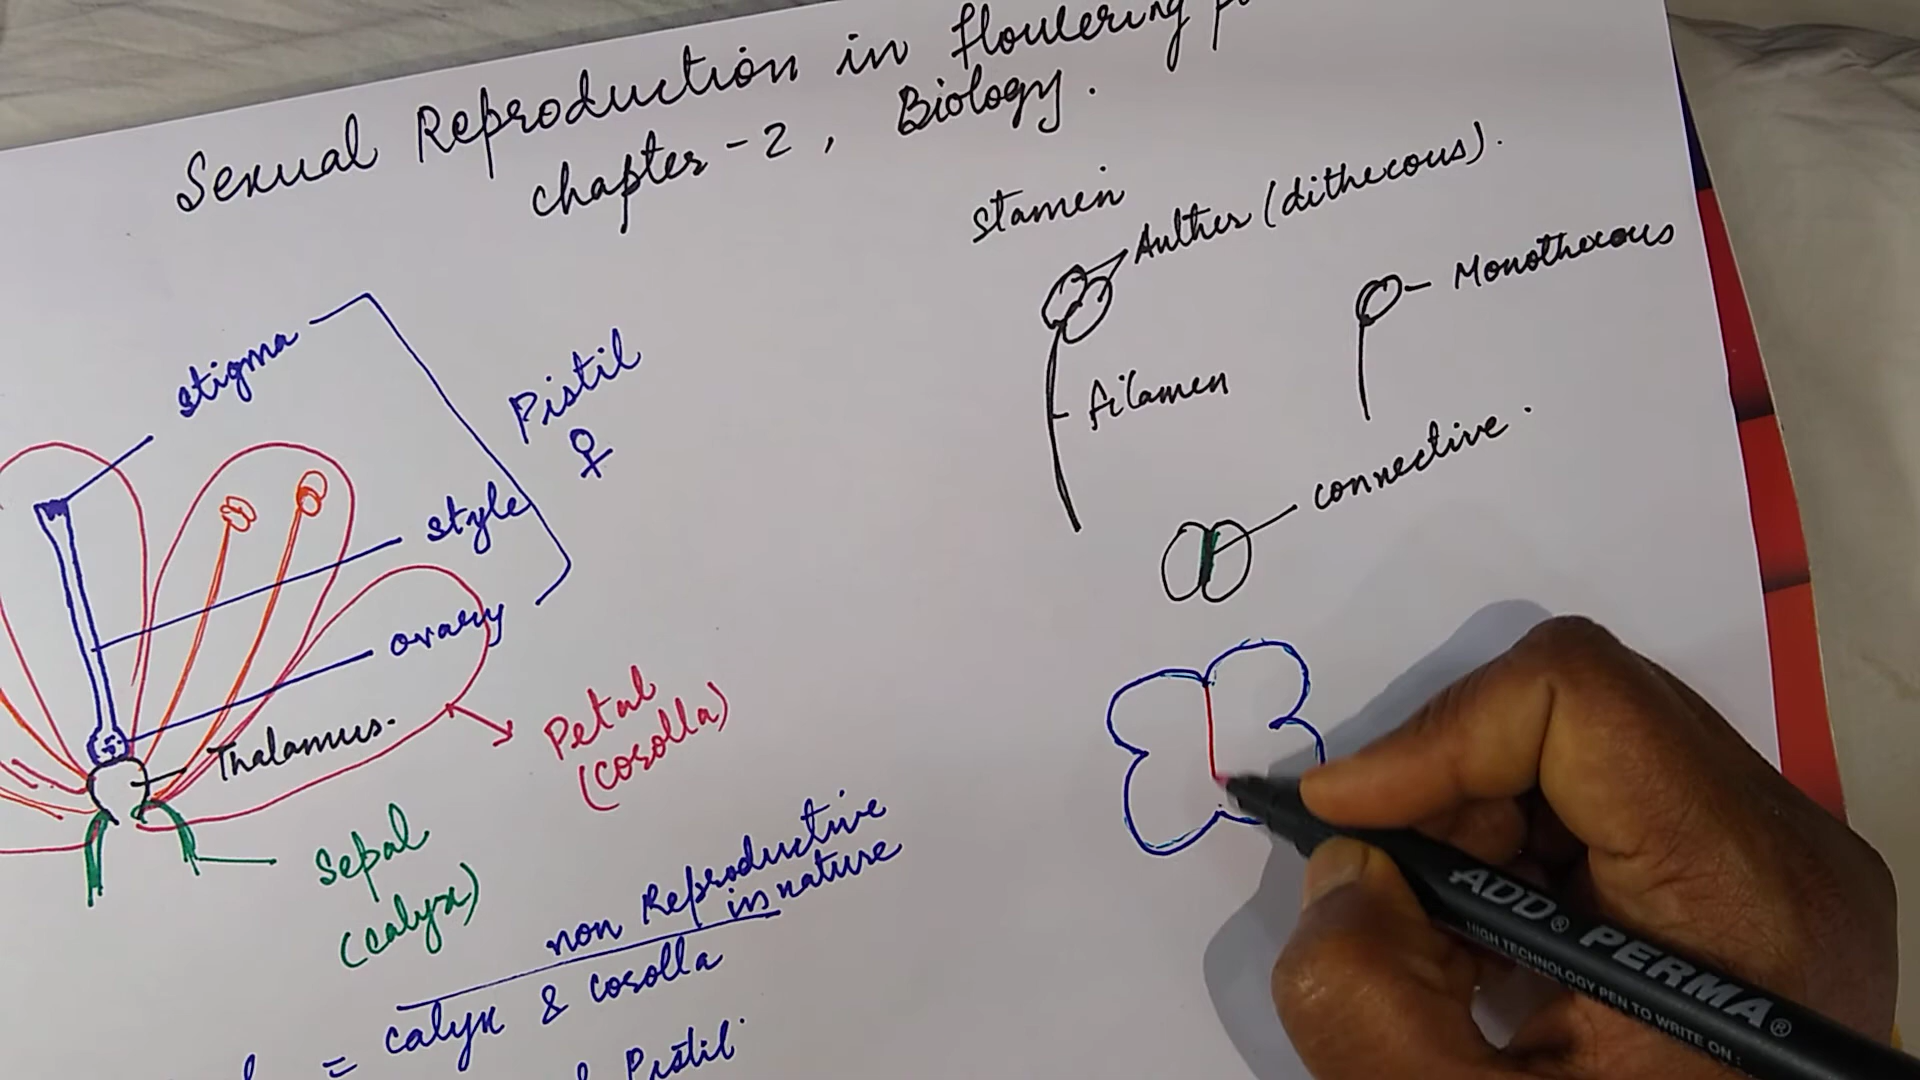 Sexual Reproduction in flowering
chapter - 2, Biology.
stamen
Anther (dithecous).
Monothecous
filamen
connective.
stigma
Pistil
♀
style
ovary
Thalamus.
Petal
(corolla)
Sepal
(calyx)
non Reproductive
in nature
= calyx & corolla
Pistil
ADD® PERMA®
HIGH TECHNOLOGY PEN TO WRITE ON: